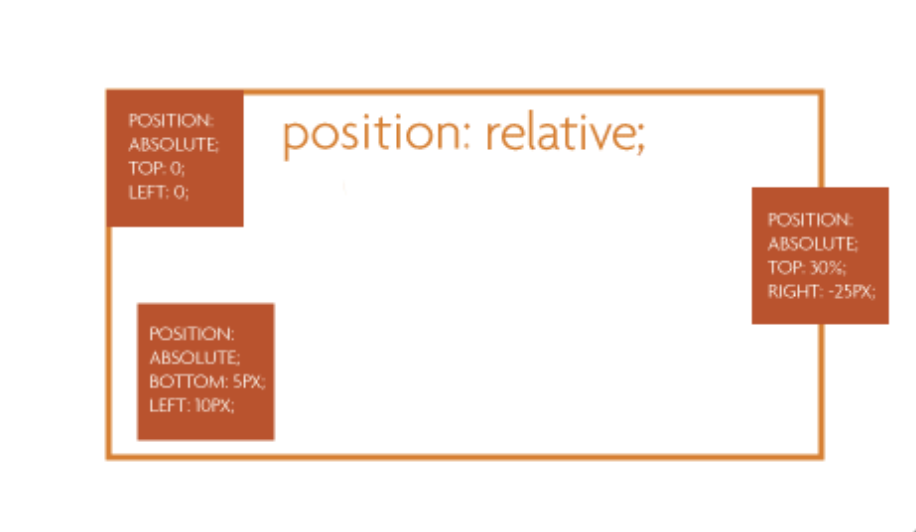 position: relative;
POSITION:
ABSOLUTE;
TOP: 0;
LEFT: 0;
POSITION:
ABSOLUTE;
TOP: 30%;
RIGHT: -25PX;
POSITION:
ABSOLUTE;
BOTTOM: 5PX;
LEFT: 10PX;